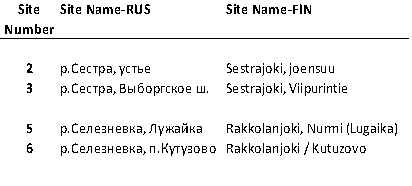 Site Site Name-RUS Site Name-FIN
Number
2 р.Сестра, устье Sestrajoki, joensuu
3 р.Сестра, Выборгское ш. Sestrajoki, Viipurintie
5 р.Селезневка, Лужайка Rakkolanjoki, Nurmi (Lugaika)
6 р.Селезневка, п.Кутузово Rakkolanjoki / Kutuzovo